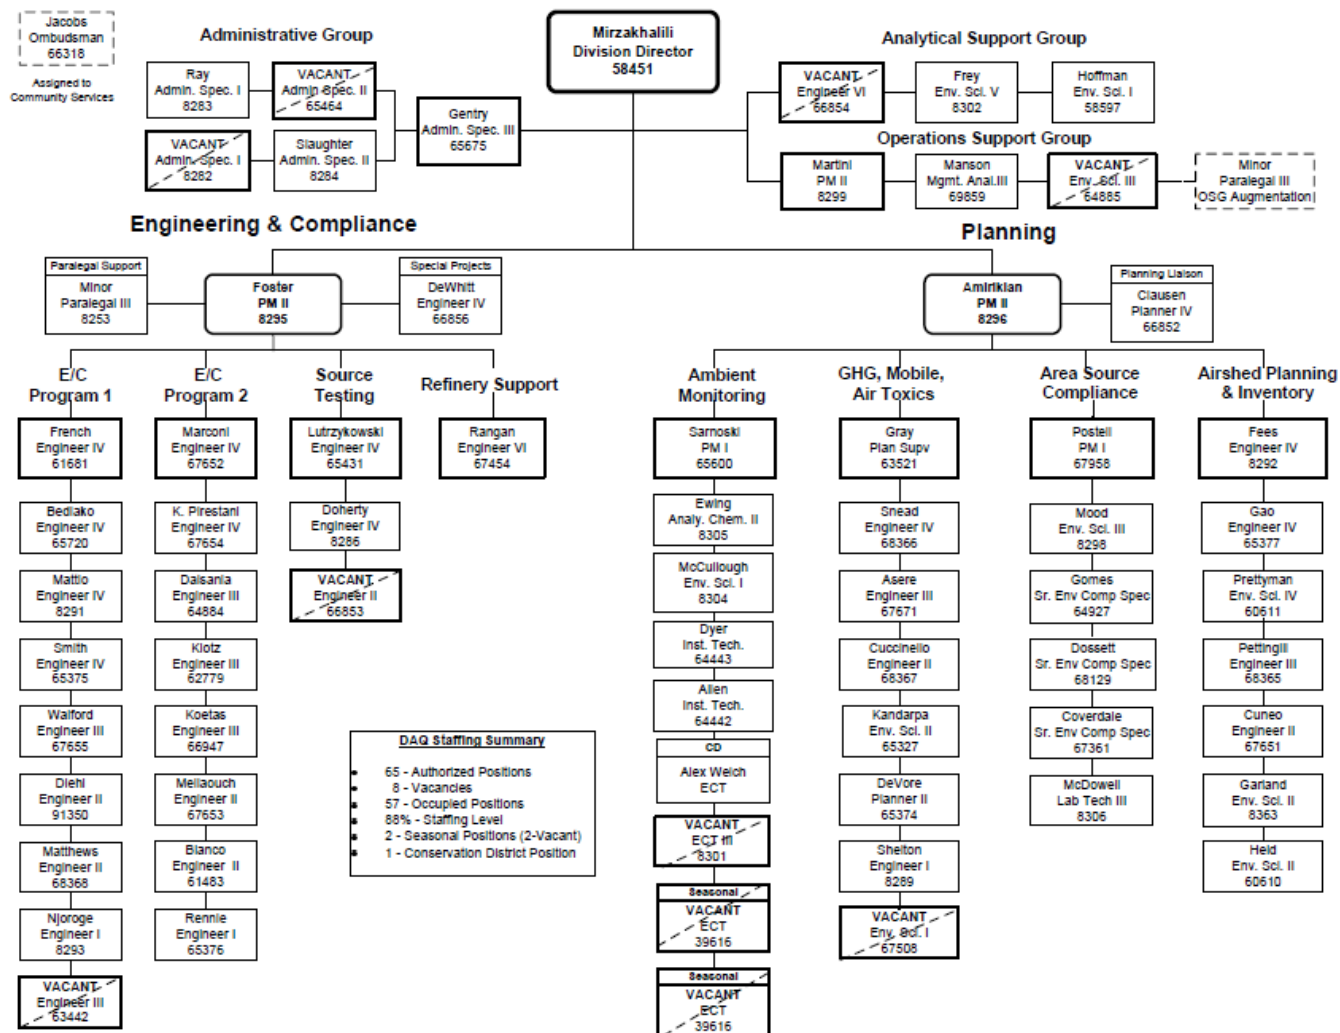 Jacobs
Ombudsman
66318
Assigned to
Community Services
Administrative Group
Ray
Admin. Spec. I
8283
VACANT
Admin. Spec. II
65464
VACANT
Admin. Spec. I
8282
Slaughter
Admin. Spec. II
8284
Gentry
Admin. Spec. III
65675
Mirzakhalili
Division Director
58451
Analytical Support Group
VACANT
Engineer VI
66854
Frey
Env. Sci. V
8302
Hoffman
Env. Sci. I
58597
Operations Support Group
Martini
PM II
8299
Manson
Mgmt. Anal.III
69859
VACANT
Env. Sci. III
64885
Minor
Paralegal III
OSG Augmentation
Engineering & Compliance
Paralegal Support
Minor
Paralegal III
8253
Foster
PM II
8295
Special Projects
DeWhitt
Engineer IV
66856
Planning
Amirikian
PM II
8296
Planning Liaison
Clausen
Planner IV
66852
E/C
Program 1
French
Engineer IV
61681
Bediako
Engineer IV
65720
Mattio
Engineer IV
8291
Smith
Engineer IV
65375
Walford
Engineer III
67655
Diehl
Engineer II
91350
Matthews
Engineer II
68368
Njoroge
Engineer I
8293
VACANT
Engineer III
63442
E/C
Program 2
Marconi
Engineer IV
67652
K. Pirestani
Engineer IV
67654
Dalsania
Engineer III
64884
Klotz
Engineer III
62779
Koetas
Engineer III
66947
Mellaouch
Engineer II
67653
Bianco
Engineer II
61483
Rennie
Engineer I
65376
Source
Testing
Lutrzykowski
Engineer IV
65431
Doherty
Engineer IV
8286
VACANT
Engineer II
66853
Refinery Support
Rangan
Engineer VI
67454
DAQ Staffing Summary
• 65 - Authorized Positions
• 8 - Vacancies
• 57 - Occupied Positions
• 88% - Staffing Level
• 2 - Seasonal Positions (2-Vacant)
• 1 - Conservation District Position
Ambient
Monitoring
Sarnoski
PM I
65600
Ewing
Analy. Chem. II
8305
McCullough
Env. Sci. I
8304
Dyer
Inst. Tech.
64443
Allen
Inst. Tech.
64442
CD
Alex Welch
ECT
VACANT
ECT III
8301
Seasonal
VACANT
ECT
39616
Seasonal
VACANT
ECT
39616
GHG, Mobile,
Air Toxics
Gray
Plan Supv
63521
Snead
Engineer IV
68366
Asere
Engineer III
67671
Cuccinello
Engineer II
68367
Kandarpa
Env. Sci. II
65327
DeVore
Planner II
65374
Shelton
Engineer I
8289
VACANT
Env. Sci. I
67508
Area Source
Compliance
Postell
PM I
67958
Mood
Env. Sci. III
8298
Gomes
Sr. Env Comp Spec
64927
Dossett
Sr. Env Comp Spec
68129
Coverdale
Sr. Env Comp Spec
67361
McDowell
Lab Tech III
8306
Airshed Planning
& Inventory
Fees
Engineer IV
8292
Gao
Engineer IV
65377
Prettyman
Env. Sci. IV
60611
Pettingill
Engineer III
68365
Cuneo
Engineer II
67651
Garland
Env. Sci. II
8363
Held
Env. Sci. II
60610